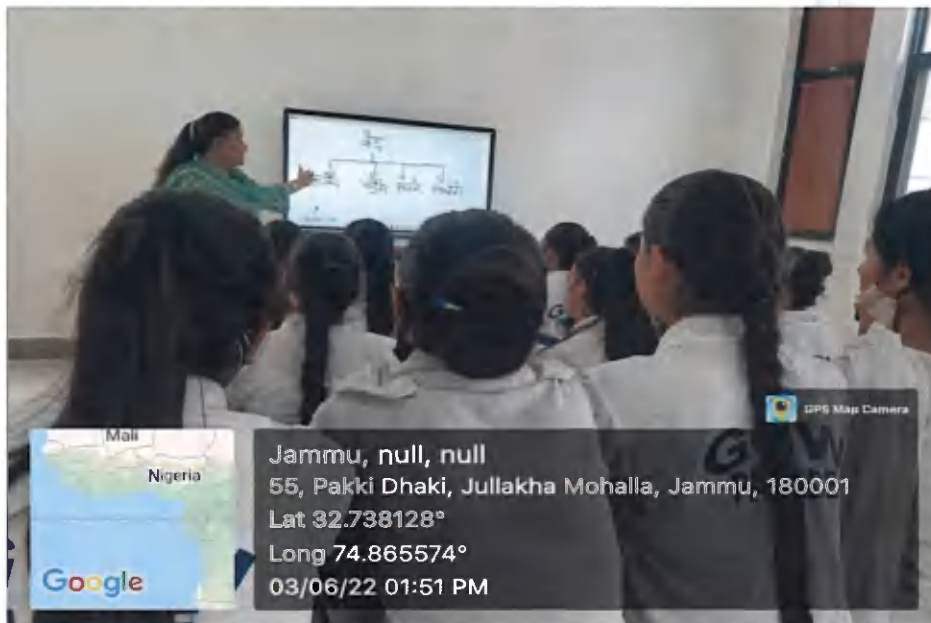 वेद
GPS Map Camera
Mali
Nigeria
Google
Jammu, null, null
55, Pakki Dhaki, Jullakha Mohalla, Jammu, 180001
Lat 32.738128°
Long 74.865574°
03/06/22 01:51 PM